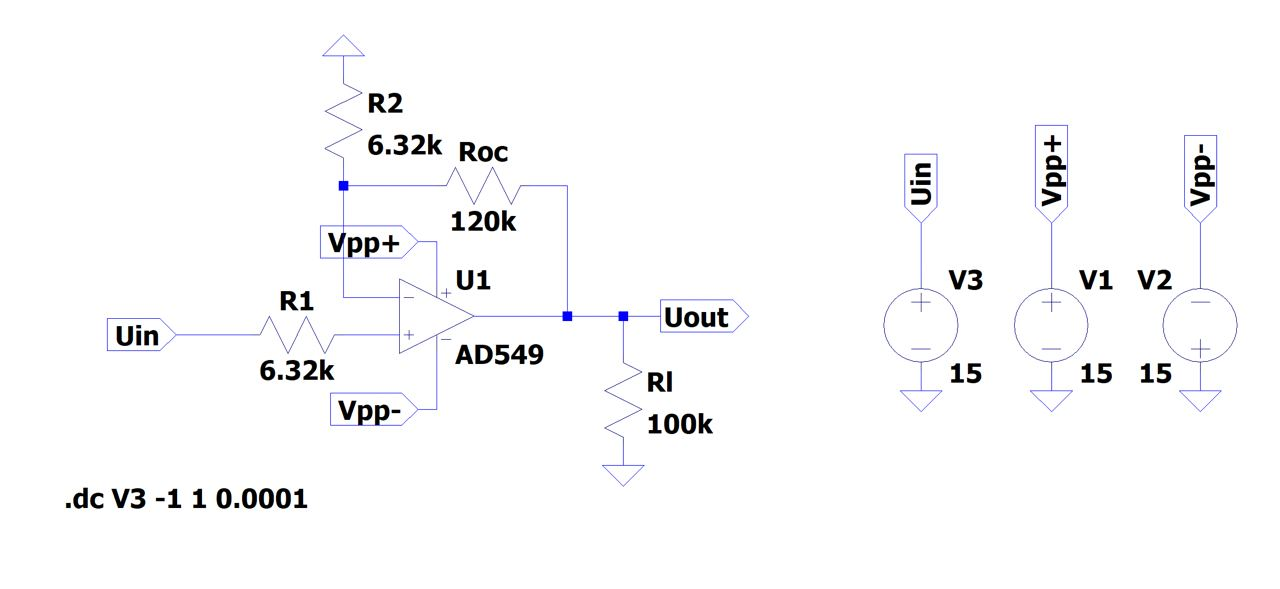 R2
6.32k
Roc
120k
Vpp+
U1
R1
Uin
6.32k
AD549
Vpp-
Uout
Rl
100k
.dc V3 -1 1 0.0001
Uin
V3
15
Vpp+
V1
15
Vpp-
V2
15